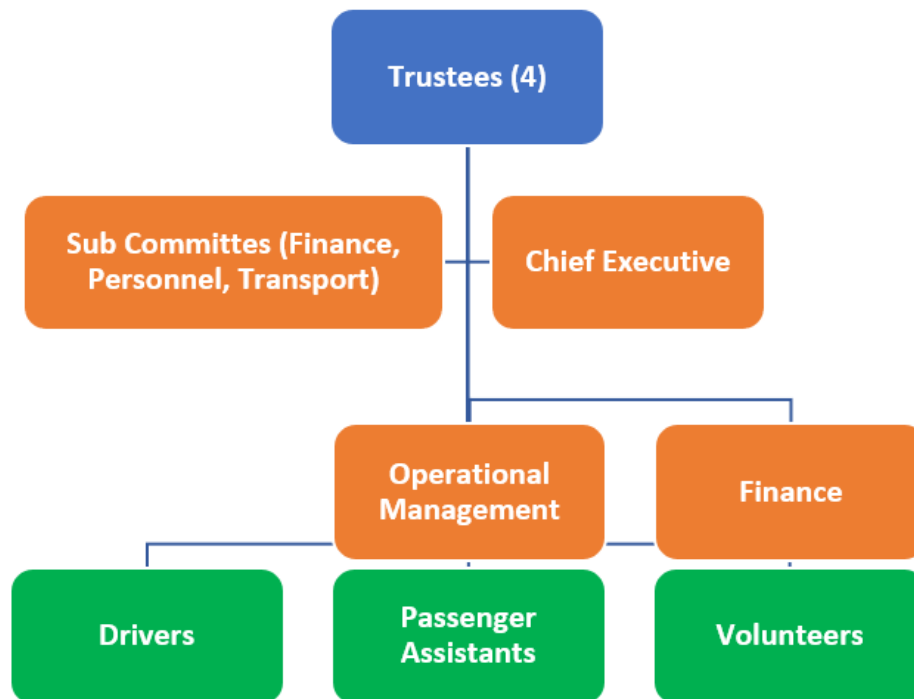 Trustees (4)
Sub Committes (Finance,
Personnel, Transport)
Chief Executive
Operational
Management
Finance
Drivers
Passenger
Assistants
Volunteers